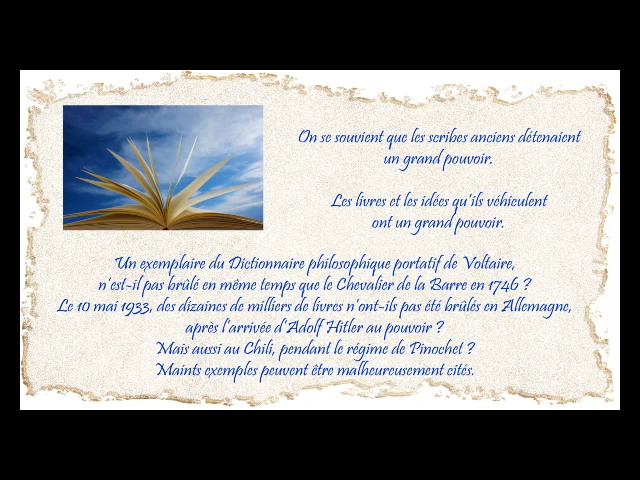 On se souvient que les scribes anciens détenaient
un grand pouvoir.
Les livres et les idées qu'ils véhiculent
ont un grand pouvoir.
Un exemplaire du Dictionnaire philosophique portatif de Voltaire,
n'est-il pas brûlé en même temps que le Chevalier de la Barre en 1746 ?
Le 10 mai 1933, des dizaines de milliers de livres n'ont-ils pas été brûlés en Allemagne,
après l'arrivée d'Adolf Hitler au pouvoir ?
Mais aussi au Chili, pendant le régime de Pinochet ?
Maints exemples peuvent être malheureusement cités.